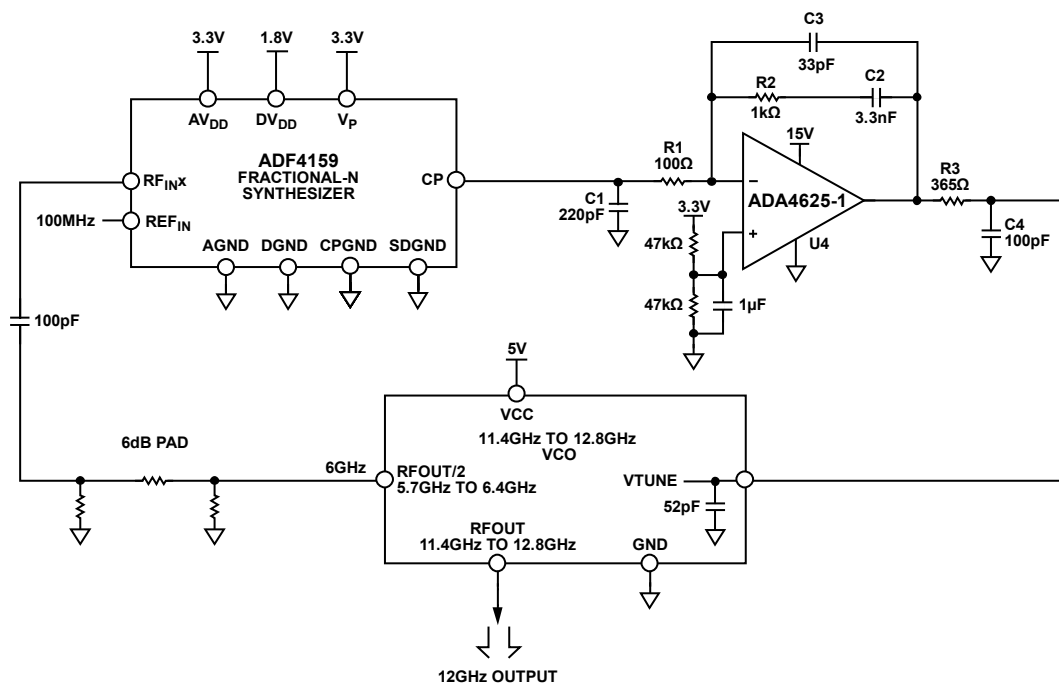 3.3V
1.8V
3.3V
AVDD
DVDD
VP
ADF4159
FRACTIONAL-N
SYNTHESIZER
RFINX
CP
100MHz
REFIN
AGND
DGND
CPGND
SDGND
100pF
C3
33pF
R2
1kΩ
C2
3.3nF
R1
100Ω
C1
220pF
15V
ADA4625-1
U4
−
+
3.3V
47kΩ
47kΩ
1µF
R3
365Ω
C4
100pF
5V
VCC
11.4GHz TO 12.8GHz
VCO
6dB PAD
6GHz
RFOUT/2
5.7GHz TO 6.4GHz
VTUNE
52pF
RFOUT
11.4GHz TO 12.8GHz
GND
12GHz OUTPUT